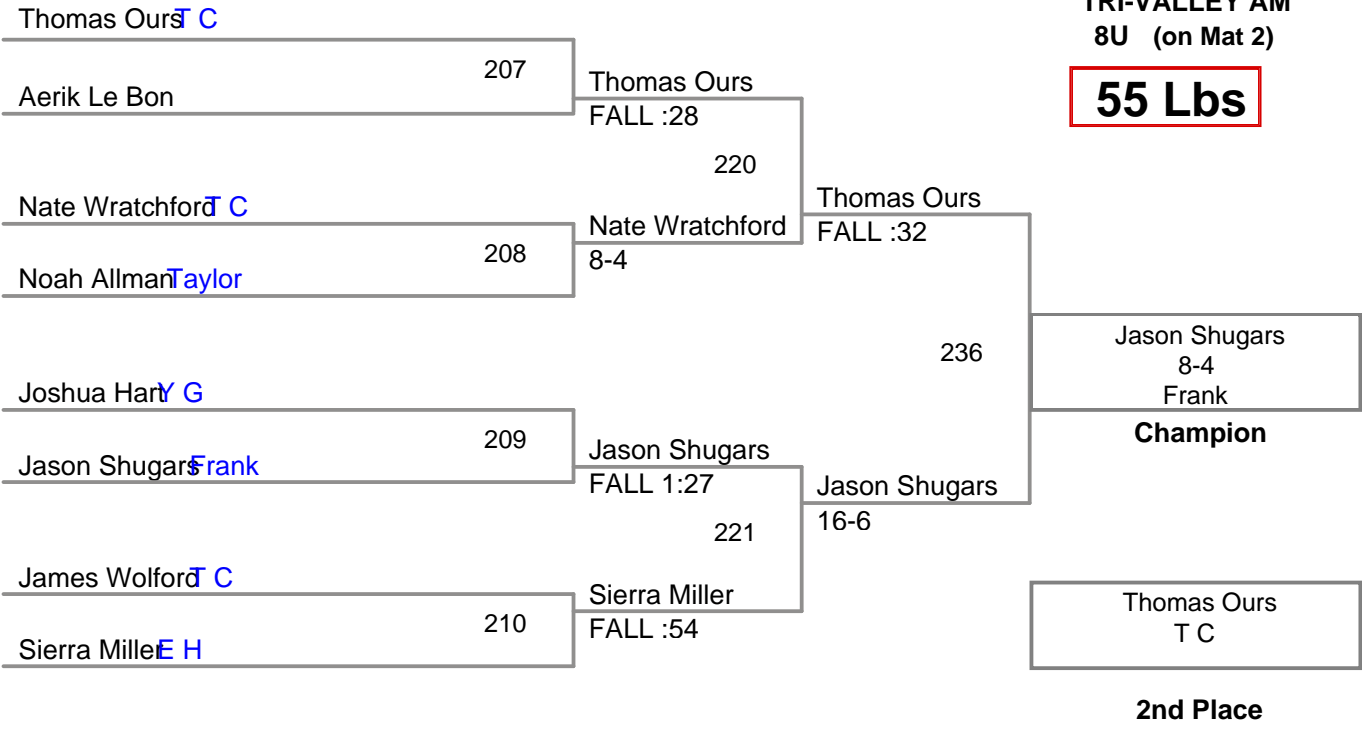 TRI-VALLEY AM
8U (on Mat 2)
55 Lbs
Thomas Ours T C
207
Aerik Le Bon
Thomas Ours
FALL :28
220
Nate Wratchford T C
208
Noah Allman Taylor
Nate Wratchford
8-4
Thomas Ours
FALL :32
236
Joshua Hart Y G
209
Jason Shugars Frank
Jason Shugars
FALL 1:27
221
James Wolford T C
210
Sierra Miller E H
Sierra Miller
FALL :54
Jason Shugars
16-6
Jason Shugars
8-4
Frank
Champion
Thomas Ours
T C
2nd Place